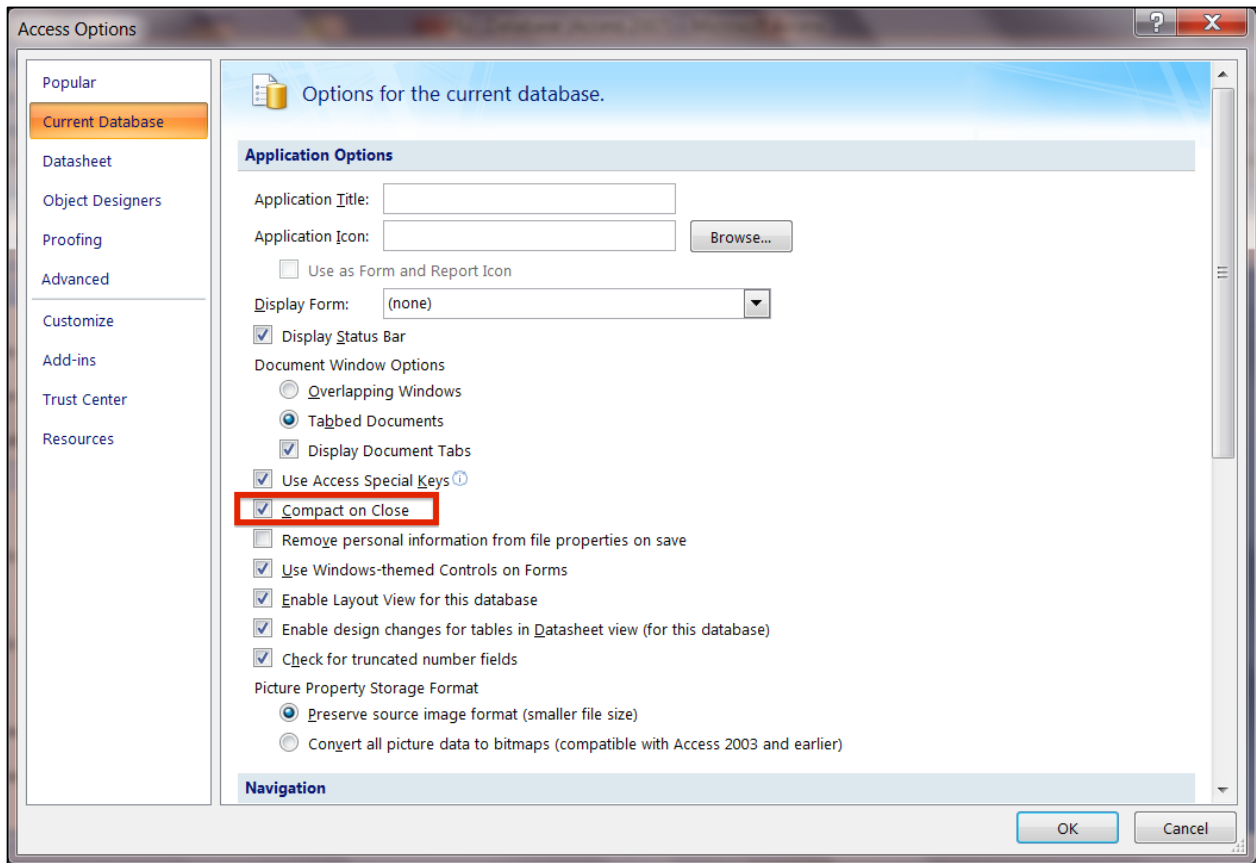 Access Options
Popular
Current Database
Datasheet
Object Designers
Proofing
Advanced
Customize
Add-ins
Trust Center
Resources
Options for the current database.
Application Options
Application Title:
Application Icon:
Browse...
Use as Form and Report Icon
Display Form:
(none)
Display Status Bar
Document Window Options
Overlapping Windows
Tabbed Documents
Display Document Tabs
Use Access Special Keys
Compact on Close
Remove personal information from file properties on save
Use Windows-themed Controls on Forms
Enable Layout View for this database
Enable design changes for tables in Datasheet view (for this database)
Check for truncated number fields
Picture Property Storage Format
Preserve source image format (smaller file size)
Convert all picture data to bitmaps (compatible with Access 2003 and earlier)
Navigation
OK
Cancel